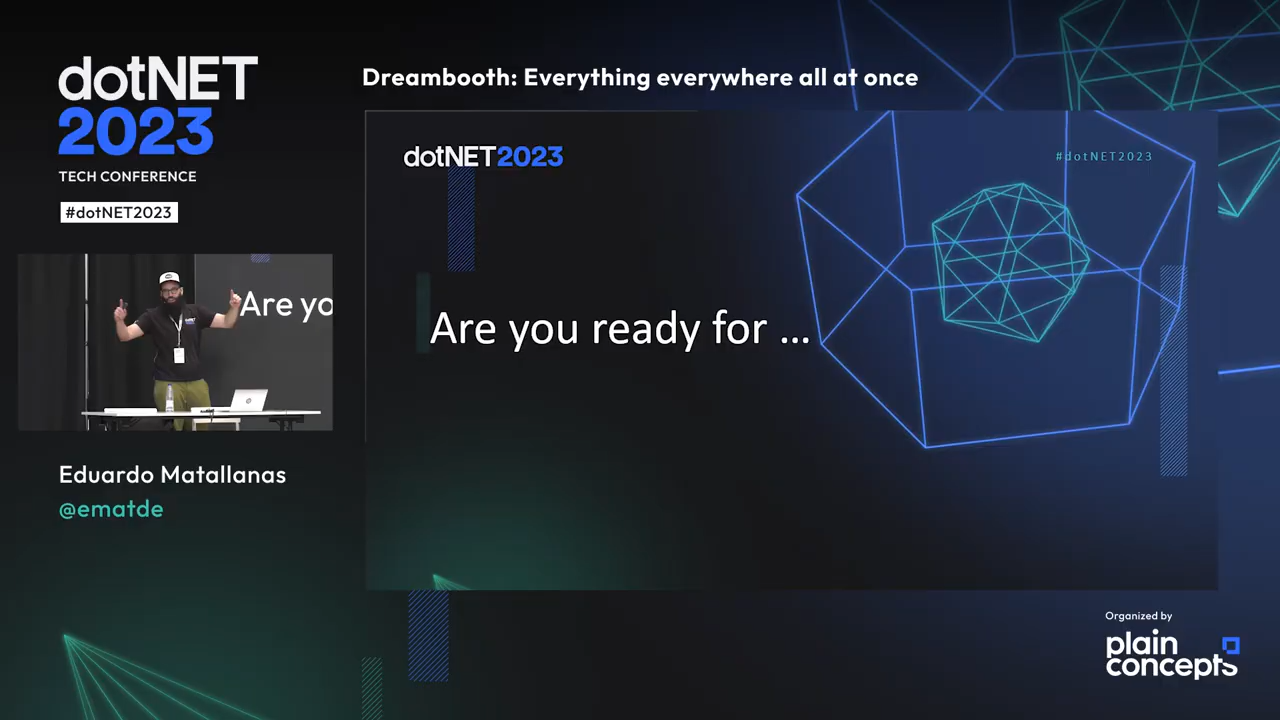 dotNET
2023
TECH CONFERENCE
#dotNET2023
Dreambooth: Everything everywhere all at once
dotNET2023
#dotNET2023
Are you ready for ...
Are yo
Eduardo Matallanas
@ematde
Organized by
plain
concepts